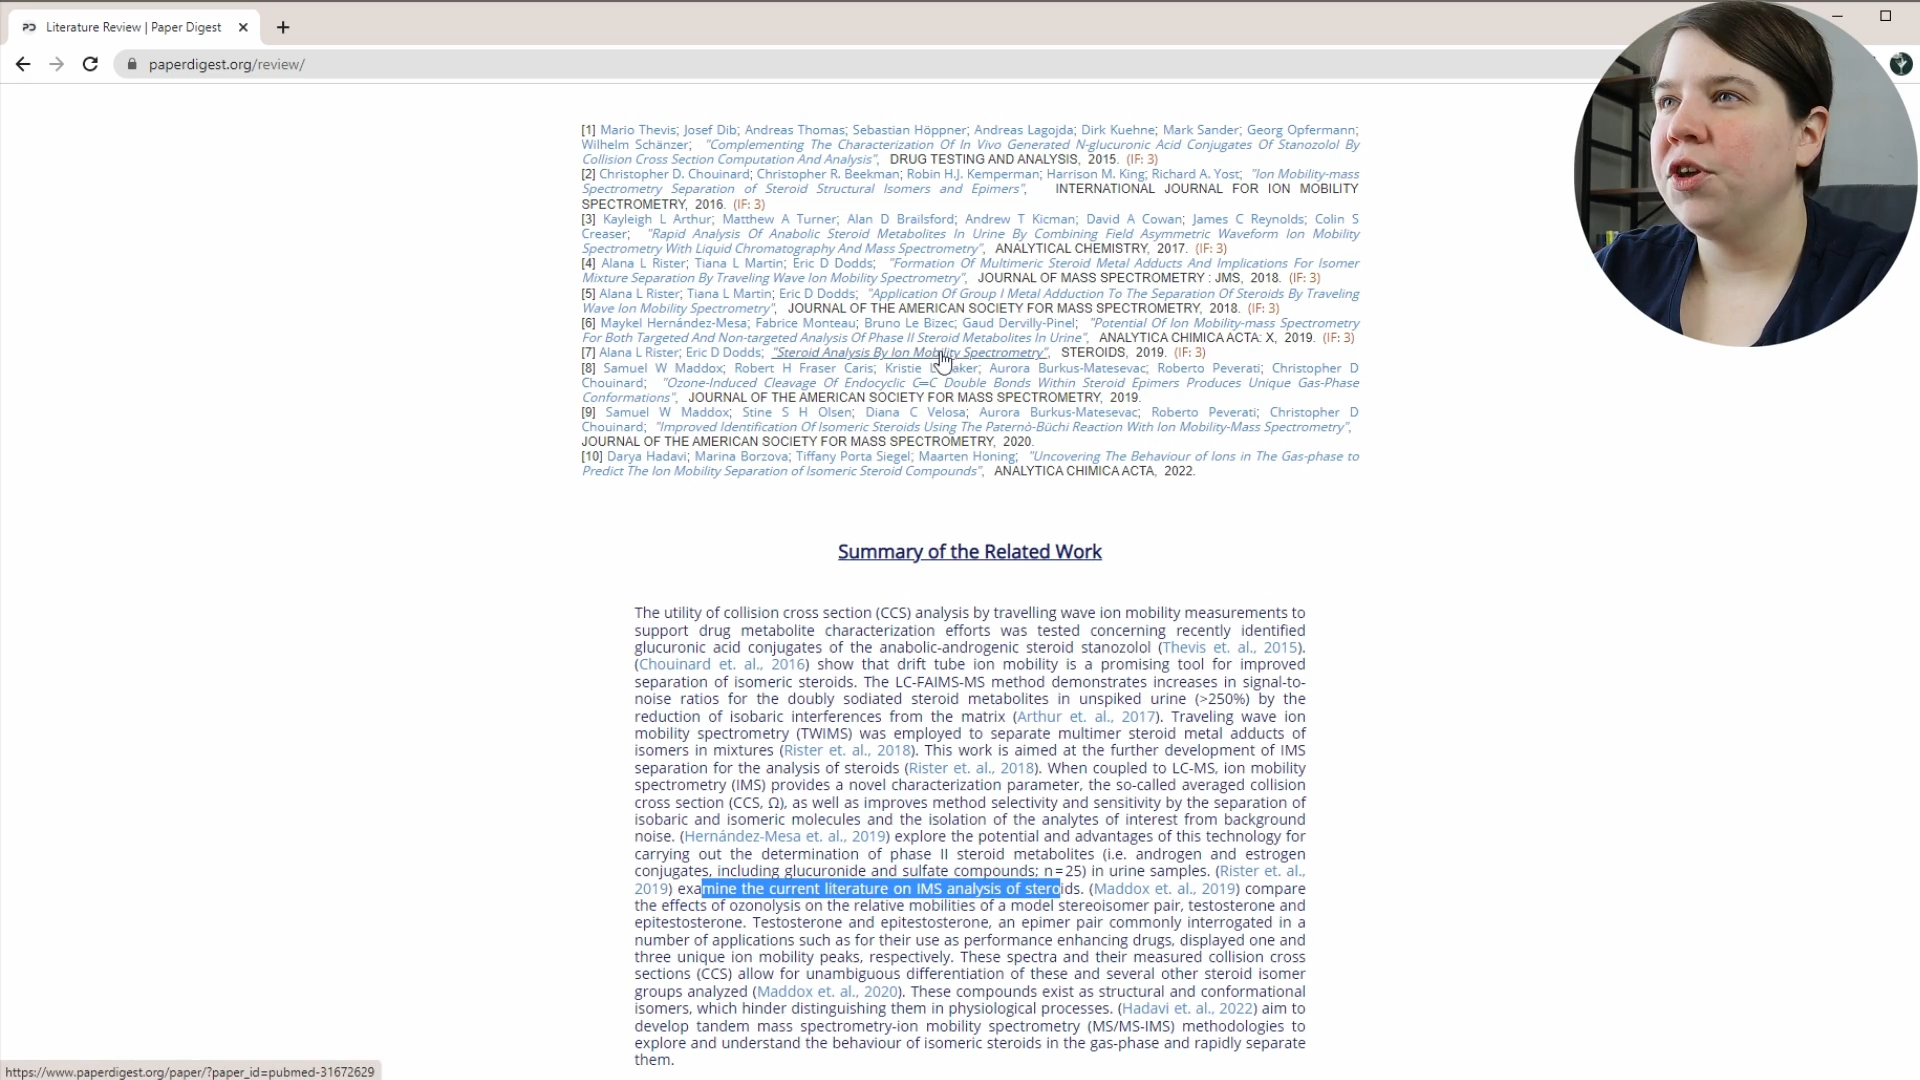 Literature Review | Paper Digest
paperdigest.org/review/
[1] Mario Thevis; Josef Dib; Andreas Thomas; Sebastian Höppner; Andreas Lagojda; Dirk Kuehne; Mark Sander; Georg Opfermann;
Wilhelm Schänzer; "Complementing The Characterization Of In Vivo Generated N-glucuronic Acid Conjugates Of Stanozolol By
Collision Cross Section Computation And Analysis", DRUG TESTING AND ANALYSIS, 2015. (IF: 3)
[2] Christopher D. Chouinard; Christopher R. Beekman; Robin H.J. Kemperman; Harrison M. King; Richard A. Yost; "Ion Mobility-mass
Spectrometry Separation of Steroid Structural Isomers and Epimers", INTERNATIONAL JOURNAL FOR ION MOBILITY
SPECTROMETRY, 2016. (IF: 3)
[3] Kayleigh L Arthur; Matthew A Turner; Alan D Brailsford; Andrew T Kicman; David A Cowan; James C Reynolds; Colin S
Creaser; "Rapid Analysis Of Anabolic Steroid Metabolites In Urine By Combining Field Asymmetric Waveform Ion Mobility
Spectrometry With Liquid Chromatography And Mass Spectrometry", ANALYTICAL CHEMISTRY, 2017. (IF: 3)
[4] Alana L Rister; Tiana L Martin; Eric D Dodds; "Formation Of Multimeric Steroid Metal Adducts And Implications For Isomer
Mixture Separation By Traveling Wave Ion Mobility Spectrometry", JOURNAL OF MASS SPECTROMETRY : JMS, 2018. (IF: 3)
[5] Alana L Rister; Tiana L Martin; Eric D Dodds; "Application Of Group I Metal Adduction To The Separation Of Steroids By Traveling
Wave Ion Mobility Spectrometry", JOURNAL OF THE AMERICAN SOCIETY FOR MASS SPECTROMETRY, 2018. (IF: 3)
[6] Maykel Hernández-Mesa; Fabrice Monteau; Bruno Le Bizec; Gaud Dervilly-Pinel; "Potential Of Ion Mobility-mass Spectrometry
For Both Targeted And Non-targeted Analysis Of Phase II Steroid Metabolites In Urine", ANALYTICA CHIMICA ACTA: X, 2019. (IF: 3)
[7] Alana L Rister; Eric D Dodds; "Steroid Analysis By Ion Mobility Spectrometry", STEROIDS, 2019. (IF: 3)
[8] Samuel W Maddox; Robert H Fraser Caris; Kristie L Baker; Aurora Burkus-Matesevac; Roberto Peverati; Christopher D
Chouinard; "Ozone-Induced Cleavage Of Endocyclic C═C Double Bonds Within Steroid Epimers Produces Unique Gas-Phase
Conformations", JOURNAL OF THE AMERICAN SOCIETY FOR MASS SPECTROMETRY, 2019.
[9] Samuel W Maddox; Stine S H Olsen; Diana C Velosa; Aurora Burkus-Matesevac; Roberto Peverati; Christopher D
Chouinard; "Improved Identification Of Isomeric Steroids Using The Paternò-Büchi Reaction With Ion Mobility-Mass Spectrometry",
JOURNAL OF THE AMERICAN SOCIETY FOR MASS SPECTROMETRY, 2020.
[10] Darya Hadavi; Marina Borzova; Tiffany Porta Siegel; Maarten Honing; "Uncovering The Behaviour of Ions in The Gas-phase to
Predict The Ion Mobility Separation of Isomeric Steroid Compounds", ANALYTICA CHIMICA ACTA, 2022.
Summary of the Related Work
The utility of collision cross section (CCS) analysis by travelling wave ion mobility measurements to
support drug metabolite characterization efforts was tested concerning recently identified
glucuronic acid conjugates of the anabolic-androgenic steroid stanozolol (Thevis et. al., 2015).
(Chouinard et. al., 2016) show that drift tube ion mobility is a promising tool for improved
separation of isomeric steroids. The LC-FAIMS-MS method demonstrates increases in signal-to-
noise ratios for the doubly sodiated steroid metabolites in unspiked urine (>250%) by the
reduction of isobaric interferences from the matrix (Arthur et. al., 2017). Traveling wave ion
mobility spectrometry (TWIMS) was employed to separate multimer steroid metal adducts of
isomers in mixtures (Rister et. al., 2018). This work is aimed at the further development of IMS
separation for the analysis of steroids (Rister et. al., 2018). When coupled to LC-MS, ion mobility
spectrometry (IMS) provides a novel characterization parameter, the so-called averaged collision
cross section (CCS, Ω), as well as improves method selectivity and sensitivity by the separation of
isobaric and isomeric molecules and the isolation of the analytes of interest from background
noise. (Hernández-Mesa et. al., 2019) explore the potential and advantages of this technology for
carrying out the determination of phase II steroid metabolites (i.e. androgen and estrogen
conjugates, including glucuronide and sulfate compounds; n=25) in urine samples. (Rister et. al.,
2019) examine the current literature on IMS analysis of steroids. (Maddox et. al., 2019) compare
the effects of ozonolysis on the relative mobilities of a model stereoisomer pair, testosterone and
epitestosterone. Testosterone and epitestosterone, an epimer pair commonly interrogated in a
number of applications such as for their use as performance enhancing drugs, displayed one and
three unique ion mobility peaks, respectively. These spectra and their measured collision cross
sections (CCS) allow for unambiguous differentiation of these and several other steroid isomer
groups analyzed (Maddox et. al., 2020). These compounds exist as structural and conformational
isomers, which hinder distinguishing them in physiological processes. (Hadavi et. al., 2022) aim to
develop tandem mass spectrometry-ion mobility spectrometry (MS/MS-IMS) methodologies to
explore and understand the behaviour of isomeric steroids in the gas-phase and rapidly separate
them.
https://www.paperdigest.org/paper/?paper_id=pubmed-31672629